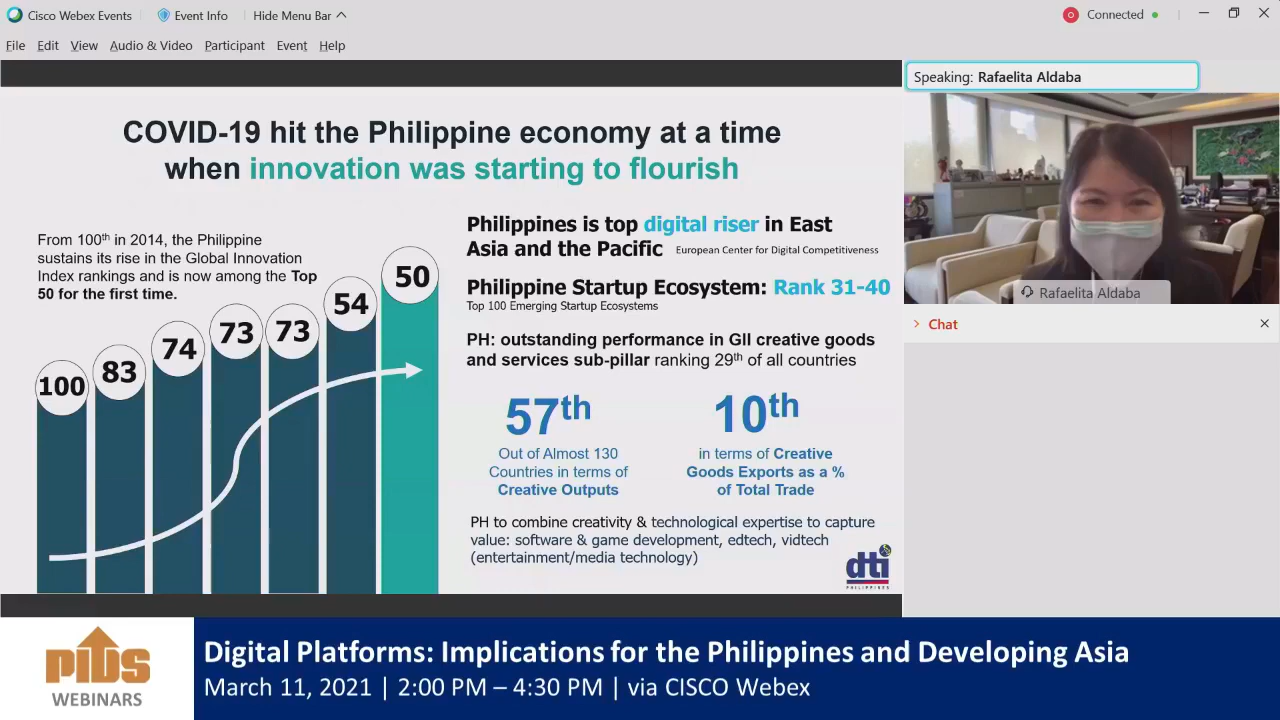 Cisco Webex Events
Event Info
Hide Menu Bar
Connected
File Edit View Audio & Video Participant Event Help
Speaking: Rafaelita Aldaba
COVID-19 hit the Philippine economy at a time
when innovation was starting to flourish
From 100th in 2014, the Philippine
sustains its rise in the Global Innovation
Index rankings and is now among the Top
50 for the first time.
100
83
74
73
73
54
50
Philippines is top digital riser in East
Asia and the Pacific European Center for Digital Competitiveness
Philippine Startup Ecosystem: Rank 31-40
Top 100 Emerging Startup Ecosystems
PH: outstanding performance in GII creative goods
and services sub-pillar ranking 29th of all countries
57th
Out of Almost 130
Countries in terms of
Creative Outputs
10th
in terms of Creative
Goods Exports as a %
of Total Trade
PH to combine creativity & technological expertise to capture
value: software & game development, edtech, vidtech
(entertainment/media technology)
dti
PHILIPPINES
Rafaelita Aldaba
Chat
pids
WEBINARS
Digital Platforms: Implications for the Philippines and Developing Asia
March 11, 2021 | 2:00 PM – 4:30 PM | via CISCO Webex